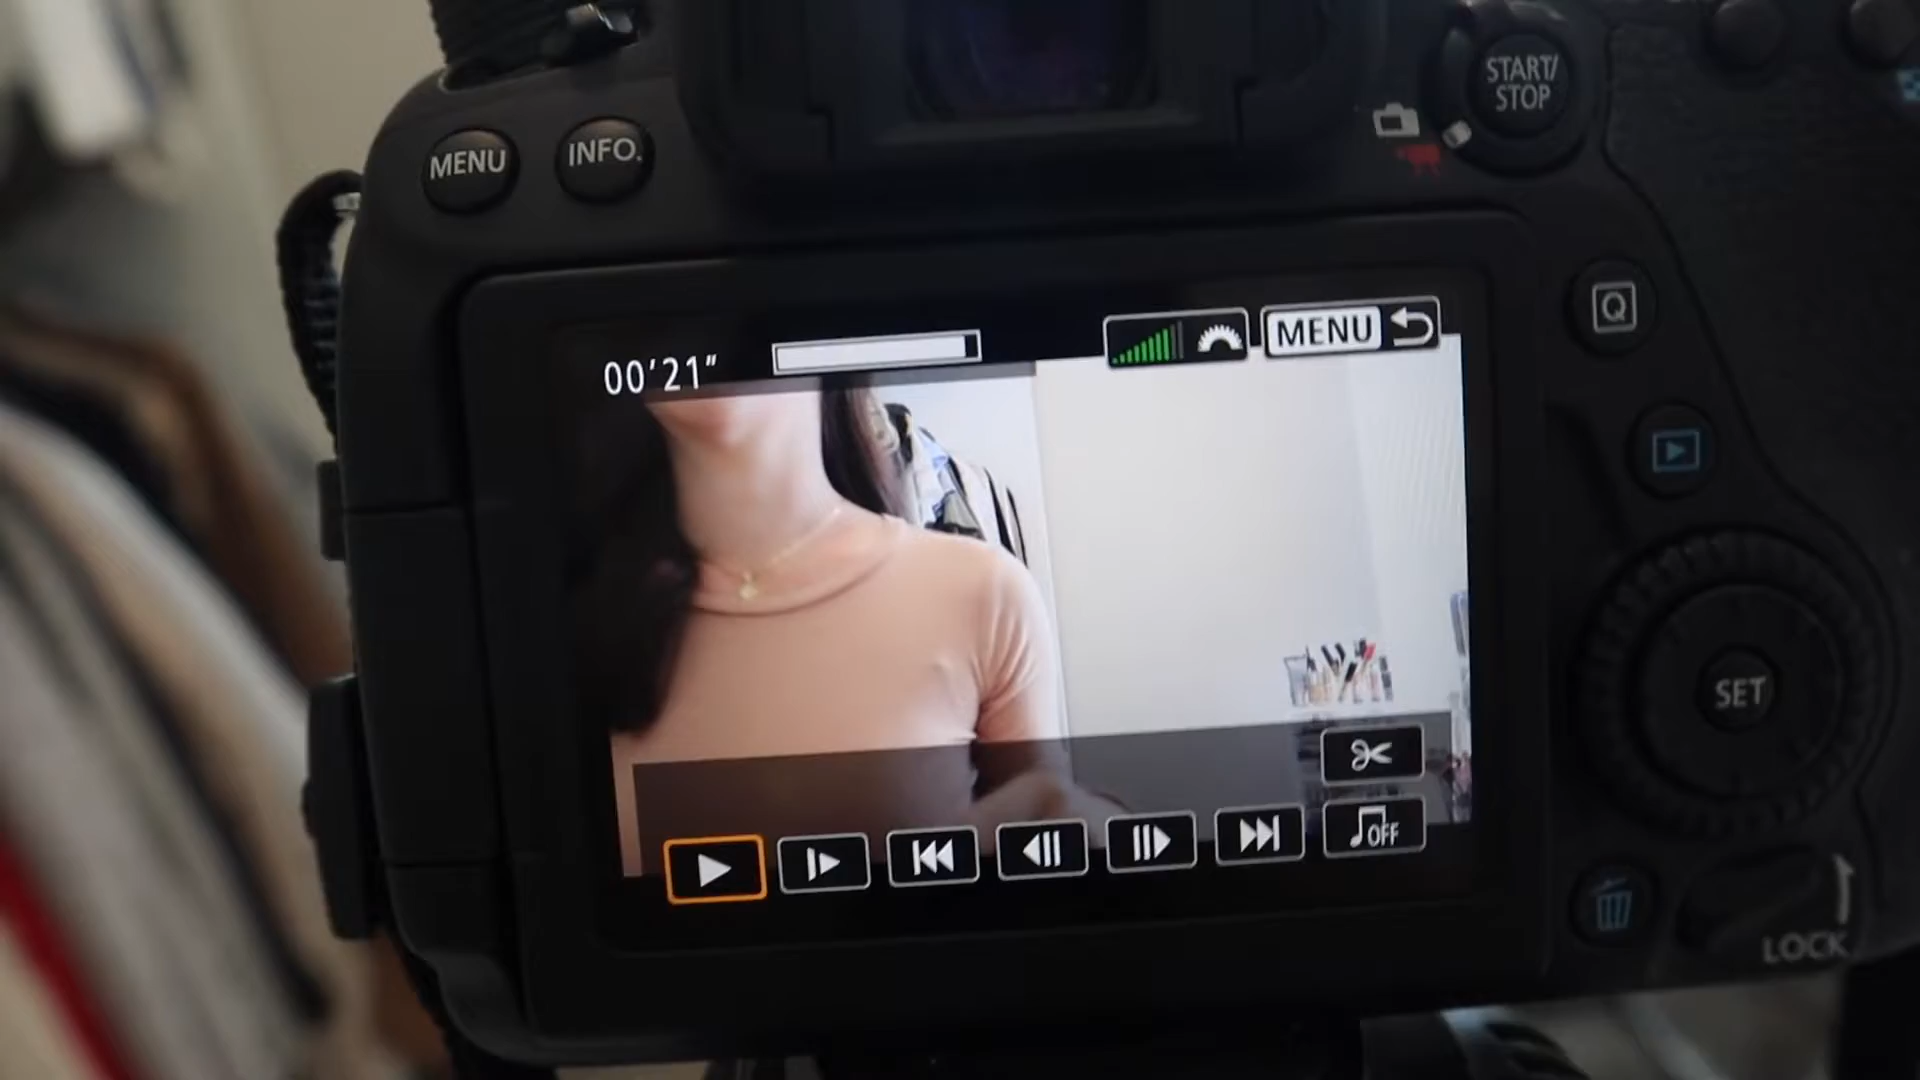 START/
STOP
MENU
INFO.
Q
00'21"
MENU
SET
OFF
LOCK